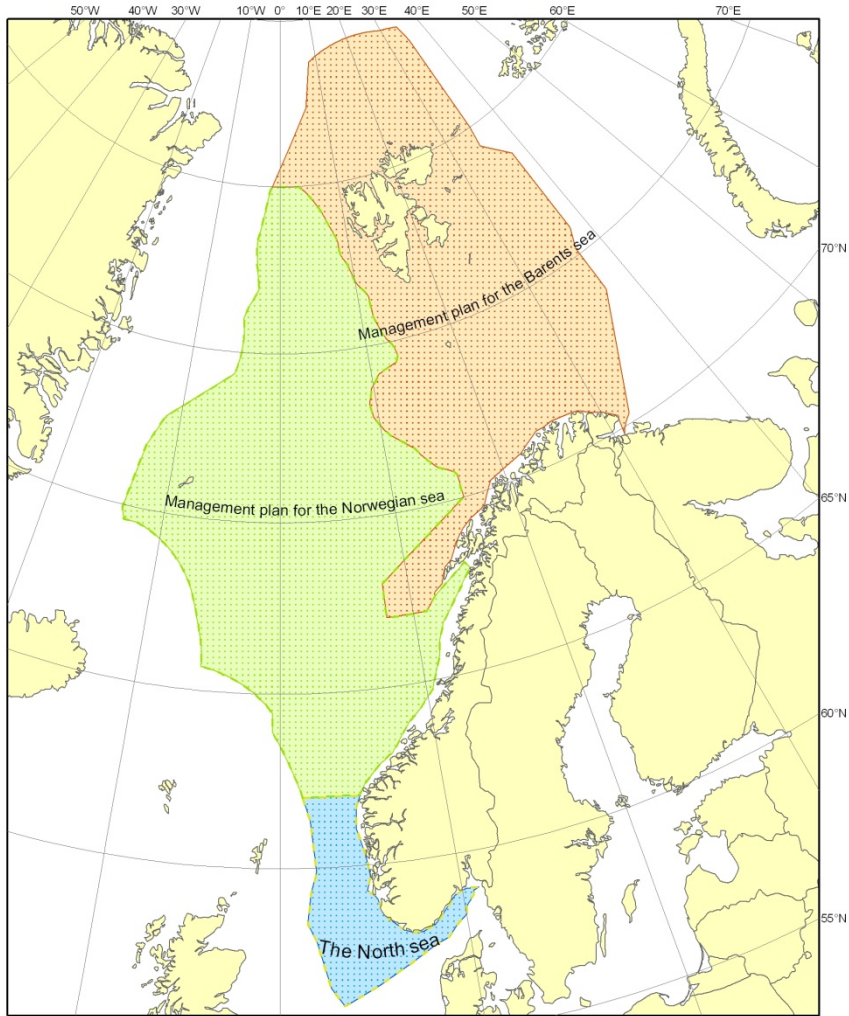 50°W 40°W 30°W 10°W 0° 10°E 20°E 30°E 40°E 50°E 60°E 70°E
70°N
Management plan for the Barents sea
65°N
Management plan for the Norwegian sea
60°N
55°N
The North sea